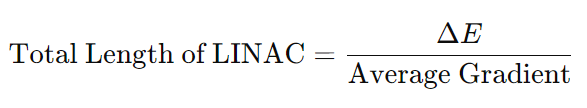 Total Length of LINAC = ΔE / Average Gradient